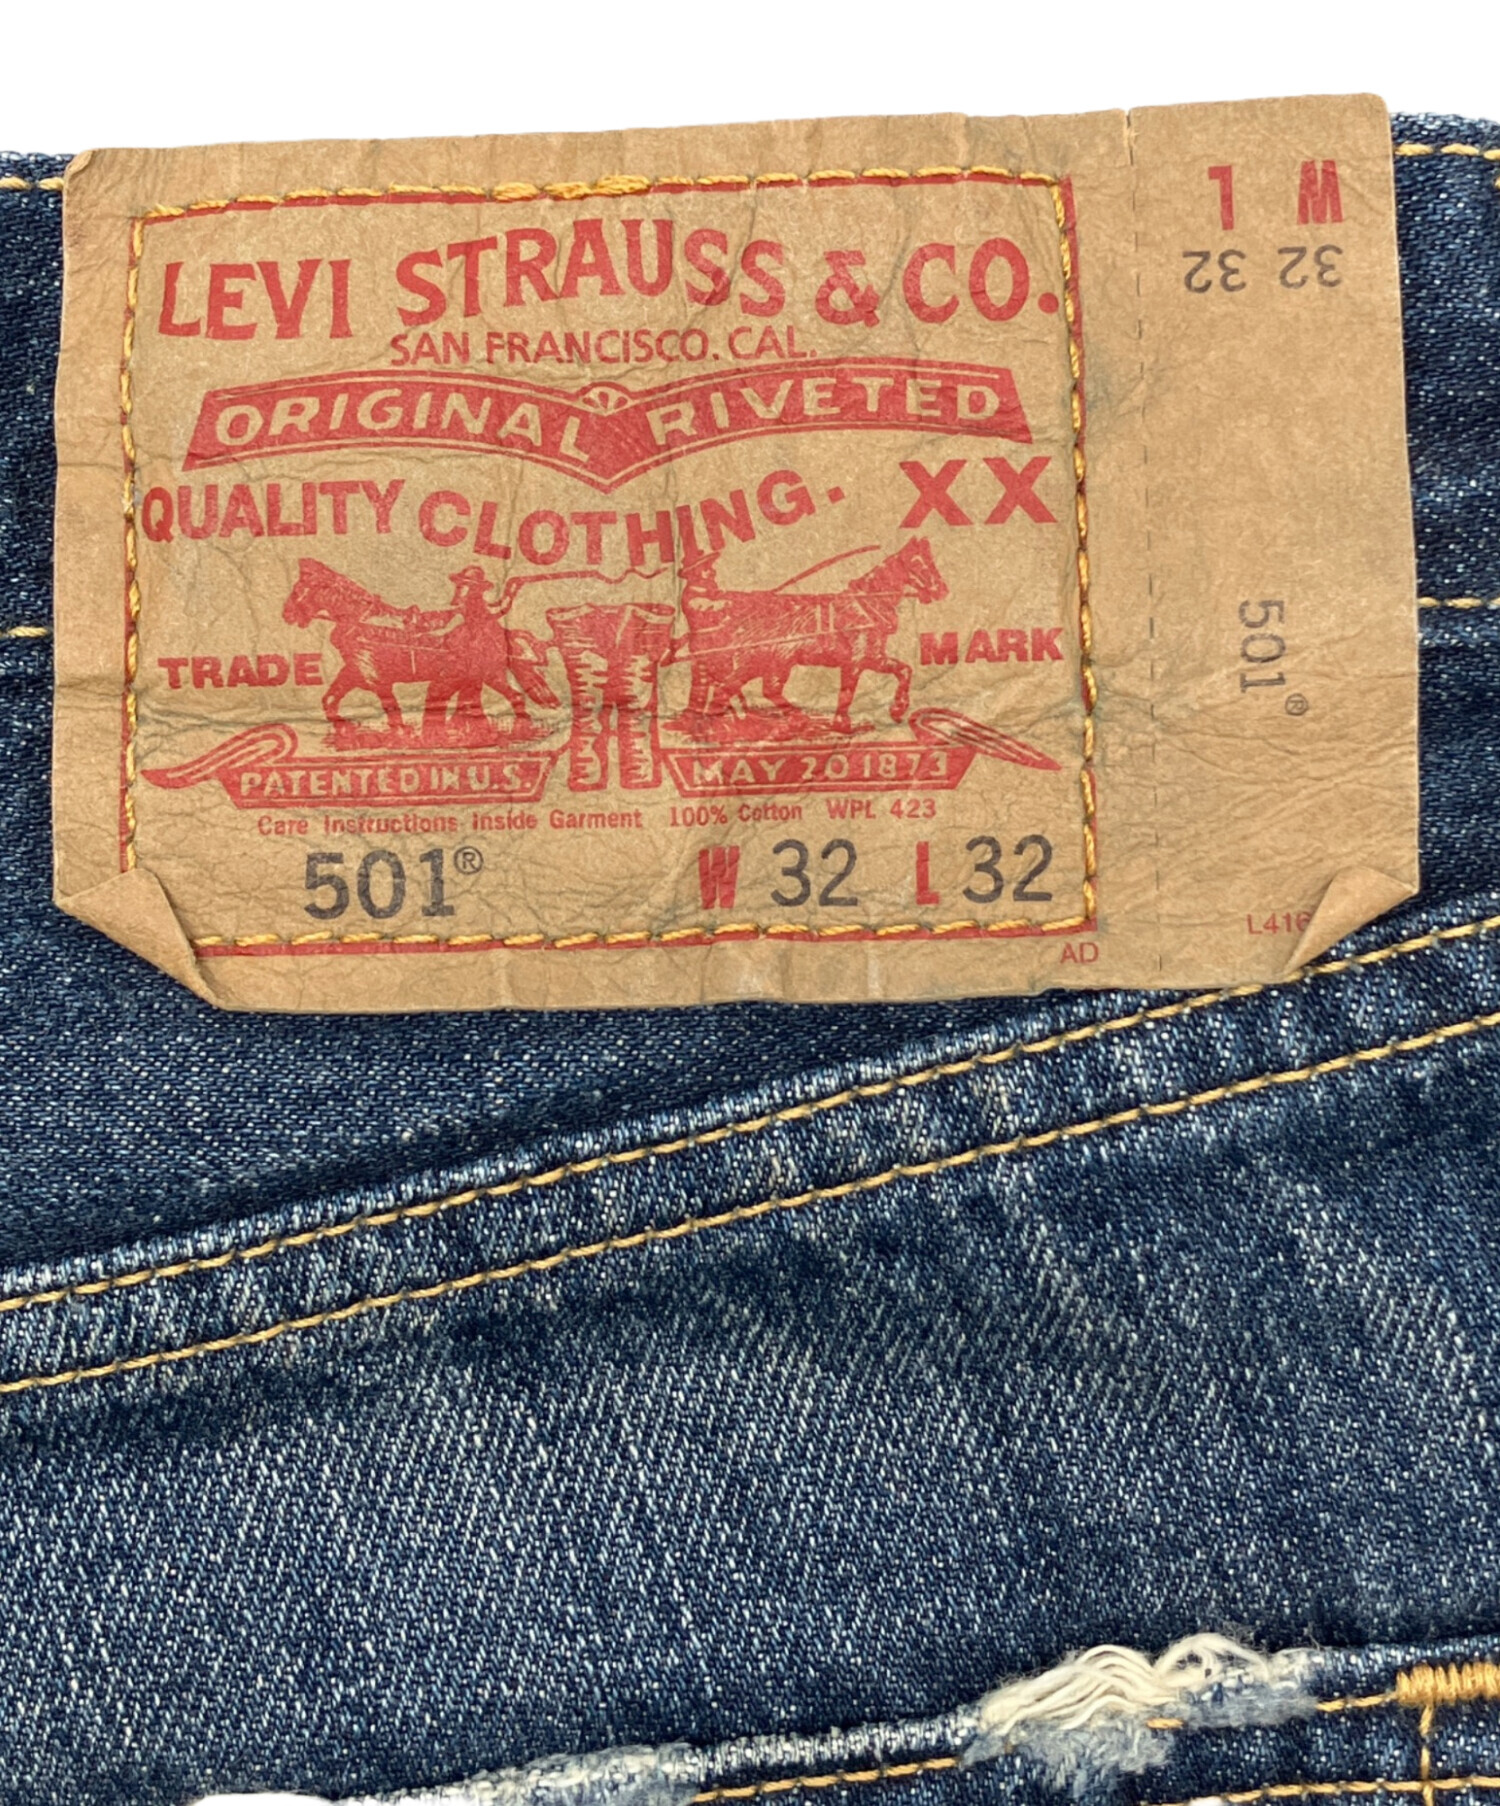 LEVI STRAUSS & CO.
SAN FRANCISCO. CAL.
ORIGINAL RIVETED
QUALITY CLOTHING. XX
TRADE MARK
PATENTED IN U.S. MAY 20 1873
Care Instructions Inside Garment 100% Cotton WPL 423
501® W 32 L 32
AD
W L
32 32 32
501®
L416